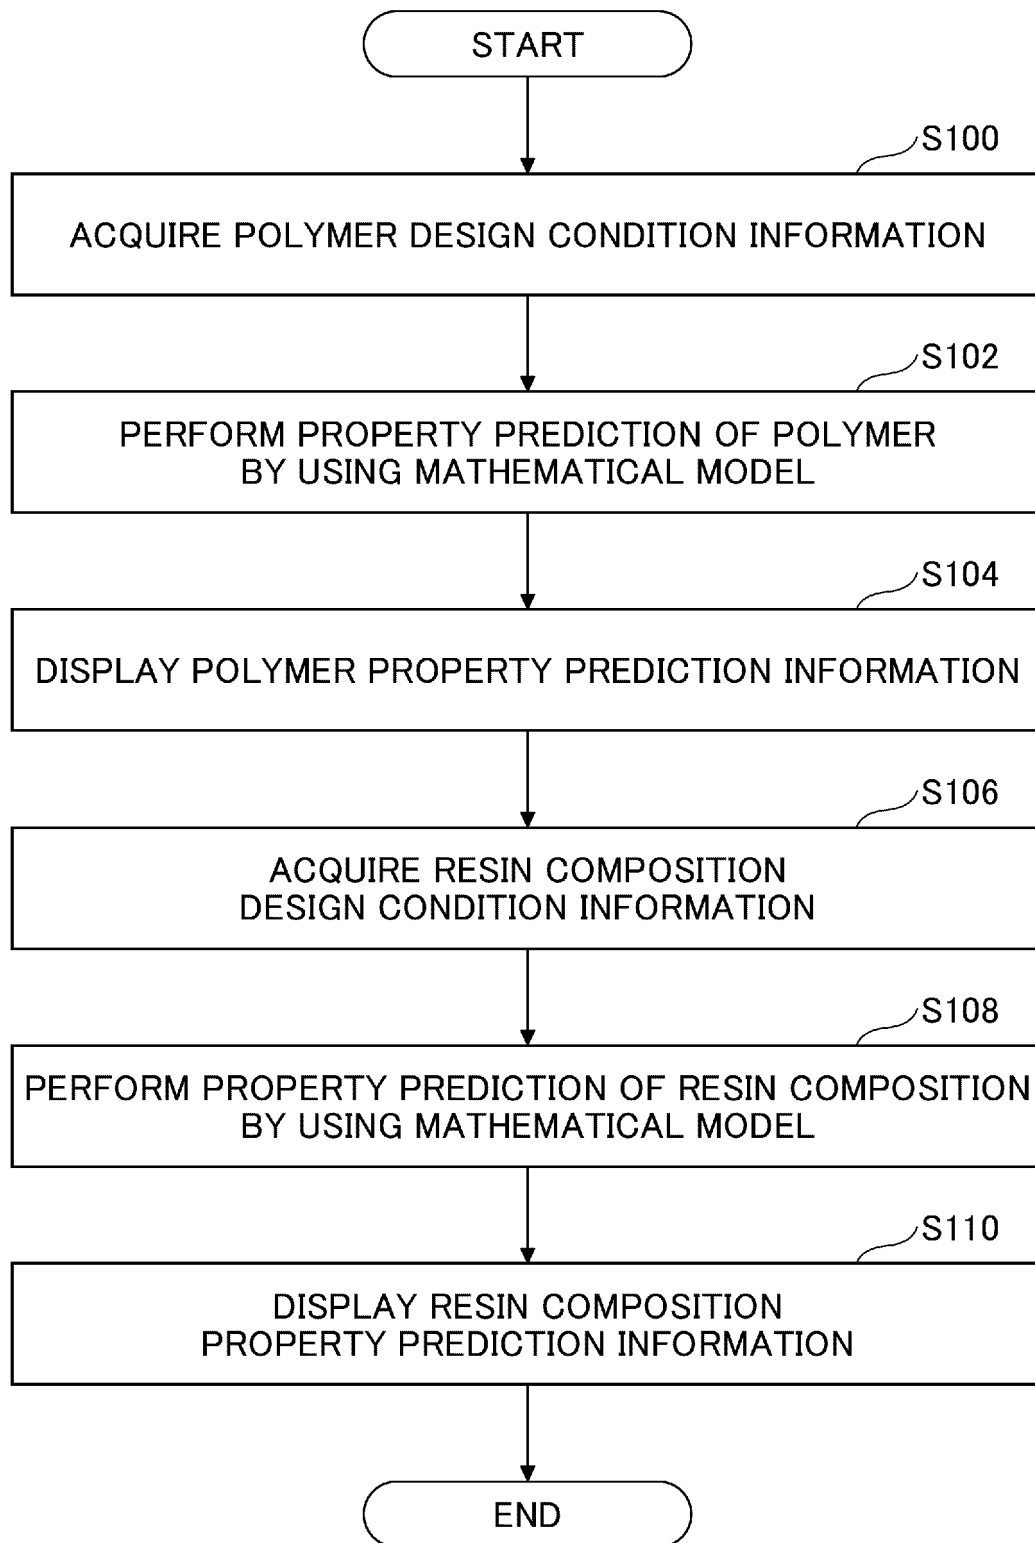 START
S100
ACQUIRE POLYMER DESIGN CONDITION INFORMATION
S102
PERFORM PROPERTY PREDICTION OF POLYMER
BY USING MATHEMATICAL MODEL
S104
DISPLAY POLYMER PROPERTY PREDICTION INFORMATION
S106
ACQUIRE RESIN COMPOSITION
DESIGN CONDITION INFORMATION
S108
PERFORM PROPERTY PREDICTION OF RESIN COMPOSITION
BY USING MATHEMATICAL MODEL
S110
DISPLAY RESIN COMPOSITION
PROPERTY PREDICTION INFORMATION
END